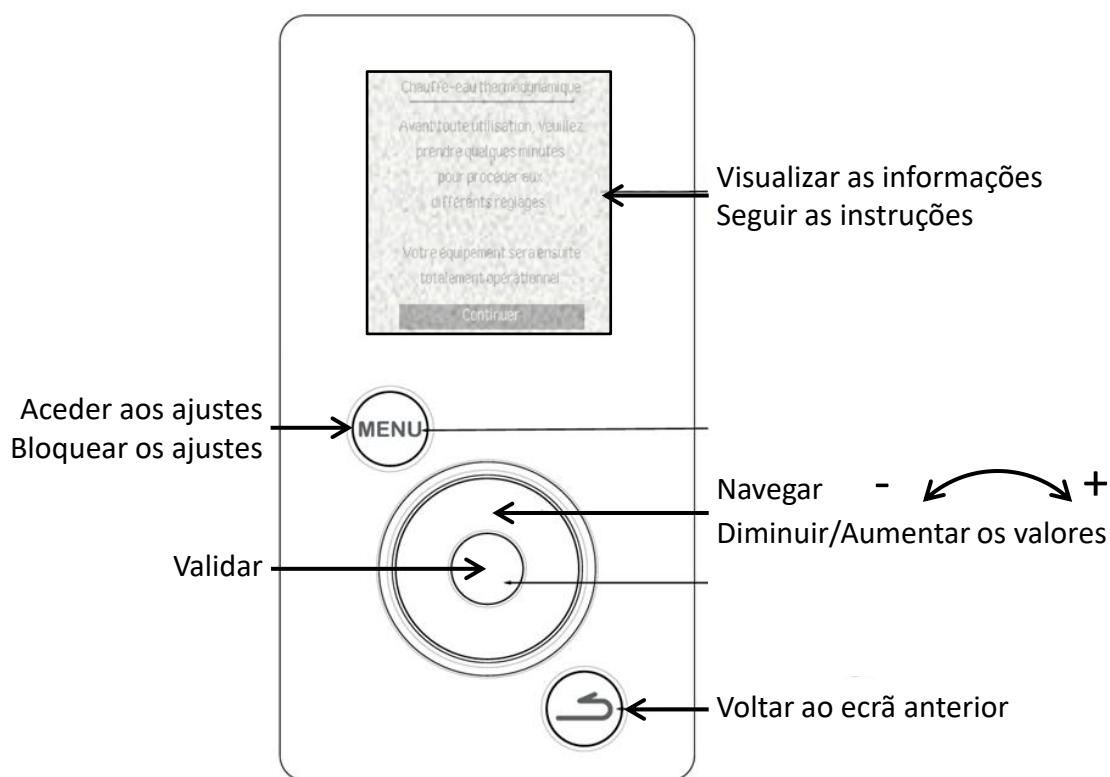 Chauffe-eau thermodynamique
Avant toute utilisation, veuillez
prendre quelques minutes
pour procéder aux
différents réglages
Votre équipement sera ensuite
totalement opérationnel
Continuer
Visualizar as informações
Seguir as instruções
Aceder aos ajustes
Bloquear os ajustes
MENU
Navegar - +
Diminuir/Aumentar os valores
Validar
Voltar ao ecrã anterior